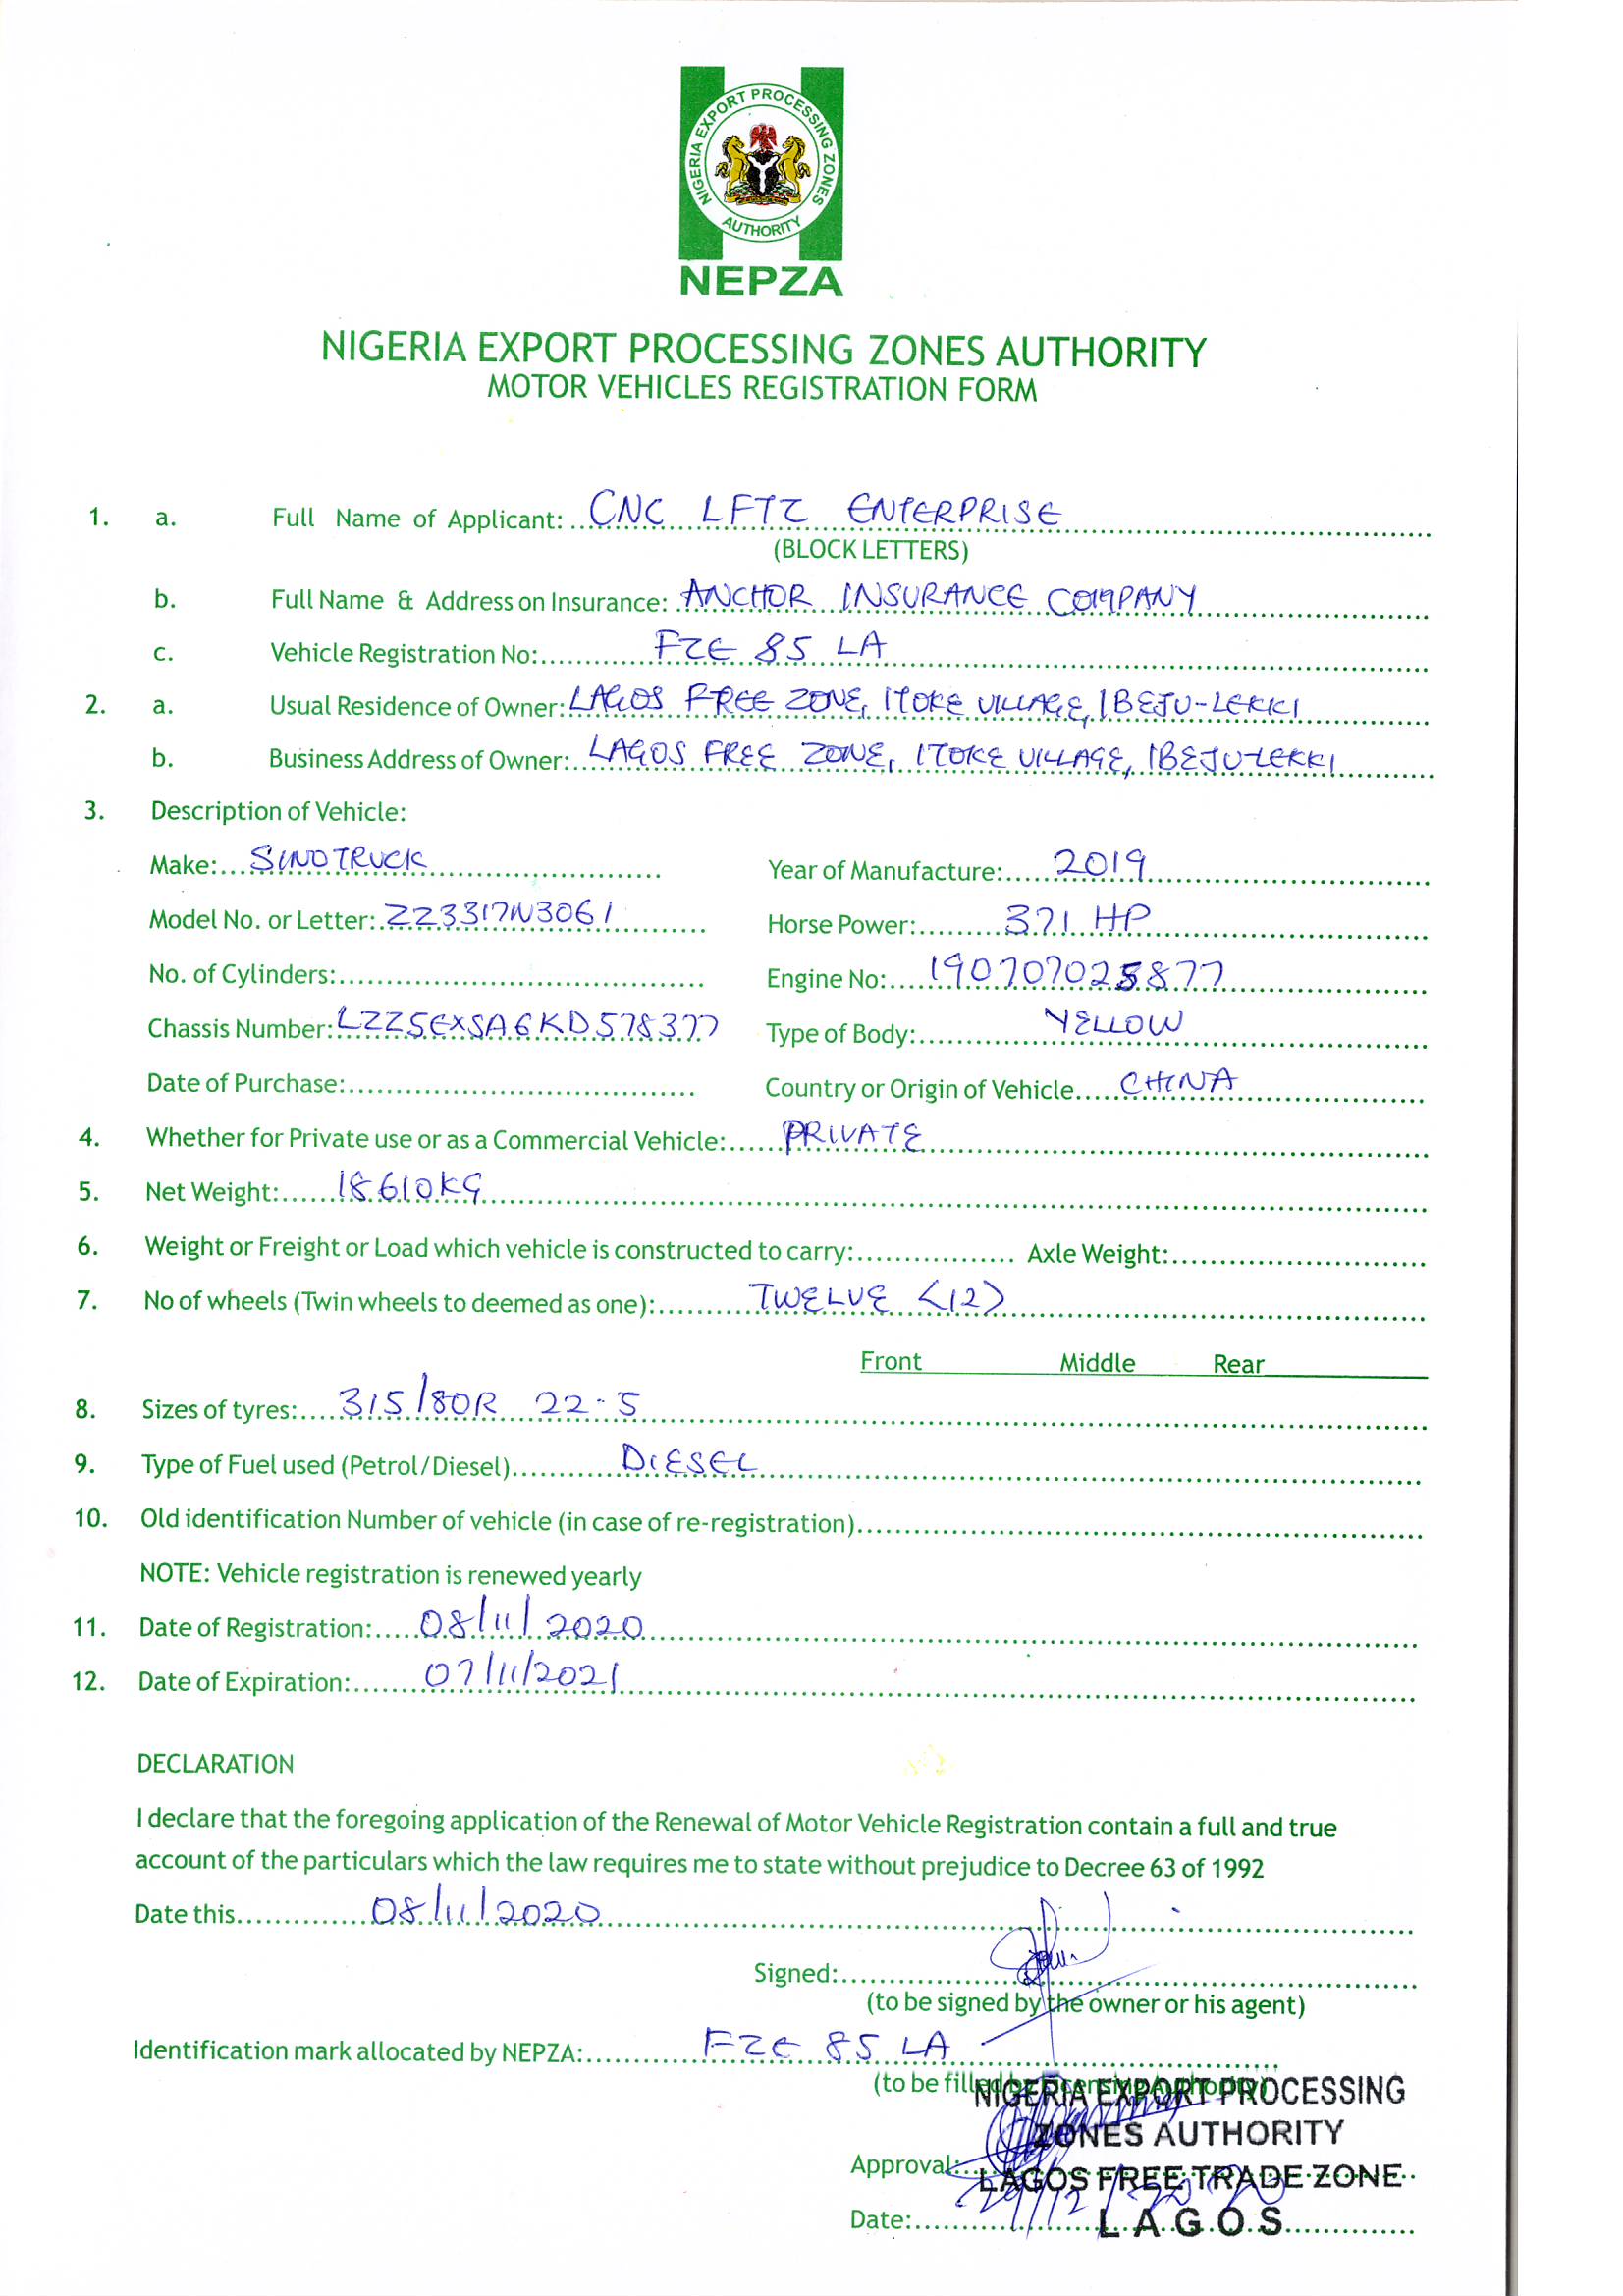 NIGERIA EXPORT PROCESSING ZONES
AUTHORITY
NEPZA
NIGERIA EXPORT PROCESSING ZONES AUTHORITY
MOTOR VEHICLES REGISTRATION FORM
1. a. Full Name of Applicant: CNC LFTZ ENTERPRISE
(BLOCK LETTERS)
b. Full Name & Address on Insurance: ANCHOR INSURANCE COMPANY
c. Vehicle Registration No: FZE 85 LA
2. a. Usual Residence of Owner: LAGOS FREE ZONE, ITOKE VILLAGE, IBEJU-LEKKI
b. Business Address of Owner: LAGOS FREE ZONE, ITOKE VILLAGE, IBEJU-LEKKI
3. Description of Vehicle:
Make: SINOTRUCK Year of Manufacture: 2019
Model No. or Letter: ZZ3317N3061 Horse Power: 371 HP
No. of Cylinders: Engine No: 190707025877
Chassis Number: LZZ5EXSA6KD578377 Type of Body: YELLOW
Date of Purchase: Country or Origin of Vehicle CHINA
4. Whether for Private use or as a Commercial Vehicle: PRIVATE
5. Net Weight: 18610KG
6. Weight or Freight or Load which vehicle is constructed to carry: Axle Weight:
7. No of wheels (Twin wheels to deemed as one): TWELVE <12>
Front Middle Rear
8. Sizes of tyres: 315/80R 22.5
9. Type of Fuel used (Petrol/Diesel) DIESEL
10. Old identification Number of vehicle (in case of re-registration)
NOTE: Vehicle registration is renewed yearly
11. Date of Registration: 08/11/2020
12. Date of Expiration: 07/11/2021
DECLARATION
I declare that the foregoing application of the Renewal of Motor Vehicle Registration contain a full and true
account of the particulars which the law requires me to state without prejudice to Decree 63 of 1992
Date this 08/11/2020
Signed:
(to be signed by the owner or his agent)
Identification mark allocated by NEPZA: FZE 85 LA
(to be filled by Licensing Authority)
NIGERIA EXPORT PROCESSING
ZONES AUTHORITY
Approval:
LAGOS FREE TRADE ZONE
Date:
LAGOS